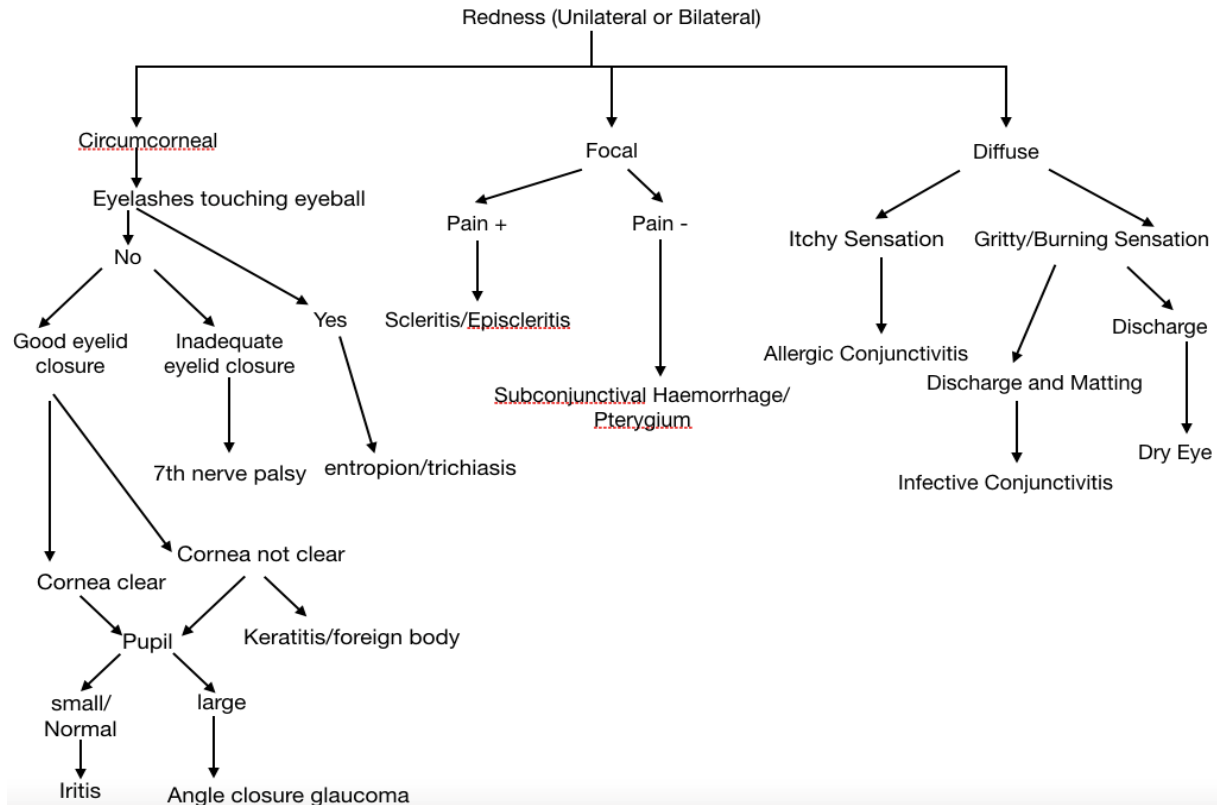 Redness (Unilateral or Bilateral)
Circumcorneal
Focal
Diffuse
Eyelashes touching eyeball
Pain +
Pain -
Itchy Sensation
Gritty/Burning Sensation
No
Yes
Good eyelid
closure
Inadequate
eyelid closure
Scleritis/Episcleritis
Discharge
Allergic Conjunctivitis
Discharge and Matting
Subconjunctival Haemorrhage/
Pterygium
7th nerve palsy
entropion/trichiasis
Dry Eye
Infective Conjunctivitis
Cornea not clear
Cornea clear
Pupil
Keratitis/foreign body
small/
Normal
large
Iritis
Angle closure glaucoma